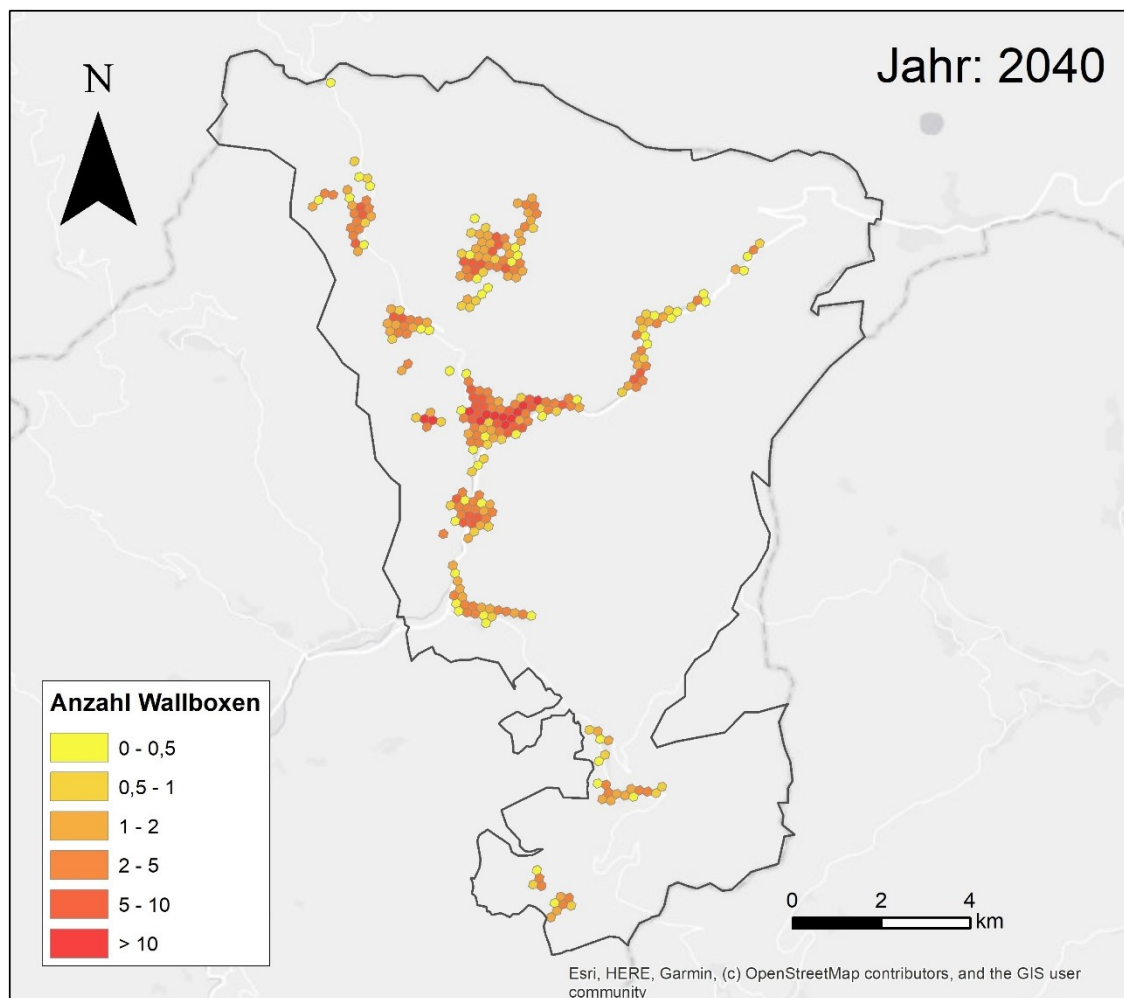 Jahr: 2040
N
Anzahl Wallboxen
0 - 0,5
0,5 - 1
1 - 2
2 - 5
5 - 10
> 10
0 2 4
km
Esri, HERE, Garmin, (c) OpenStreetMap contributors, and the GIS user
community